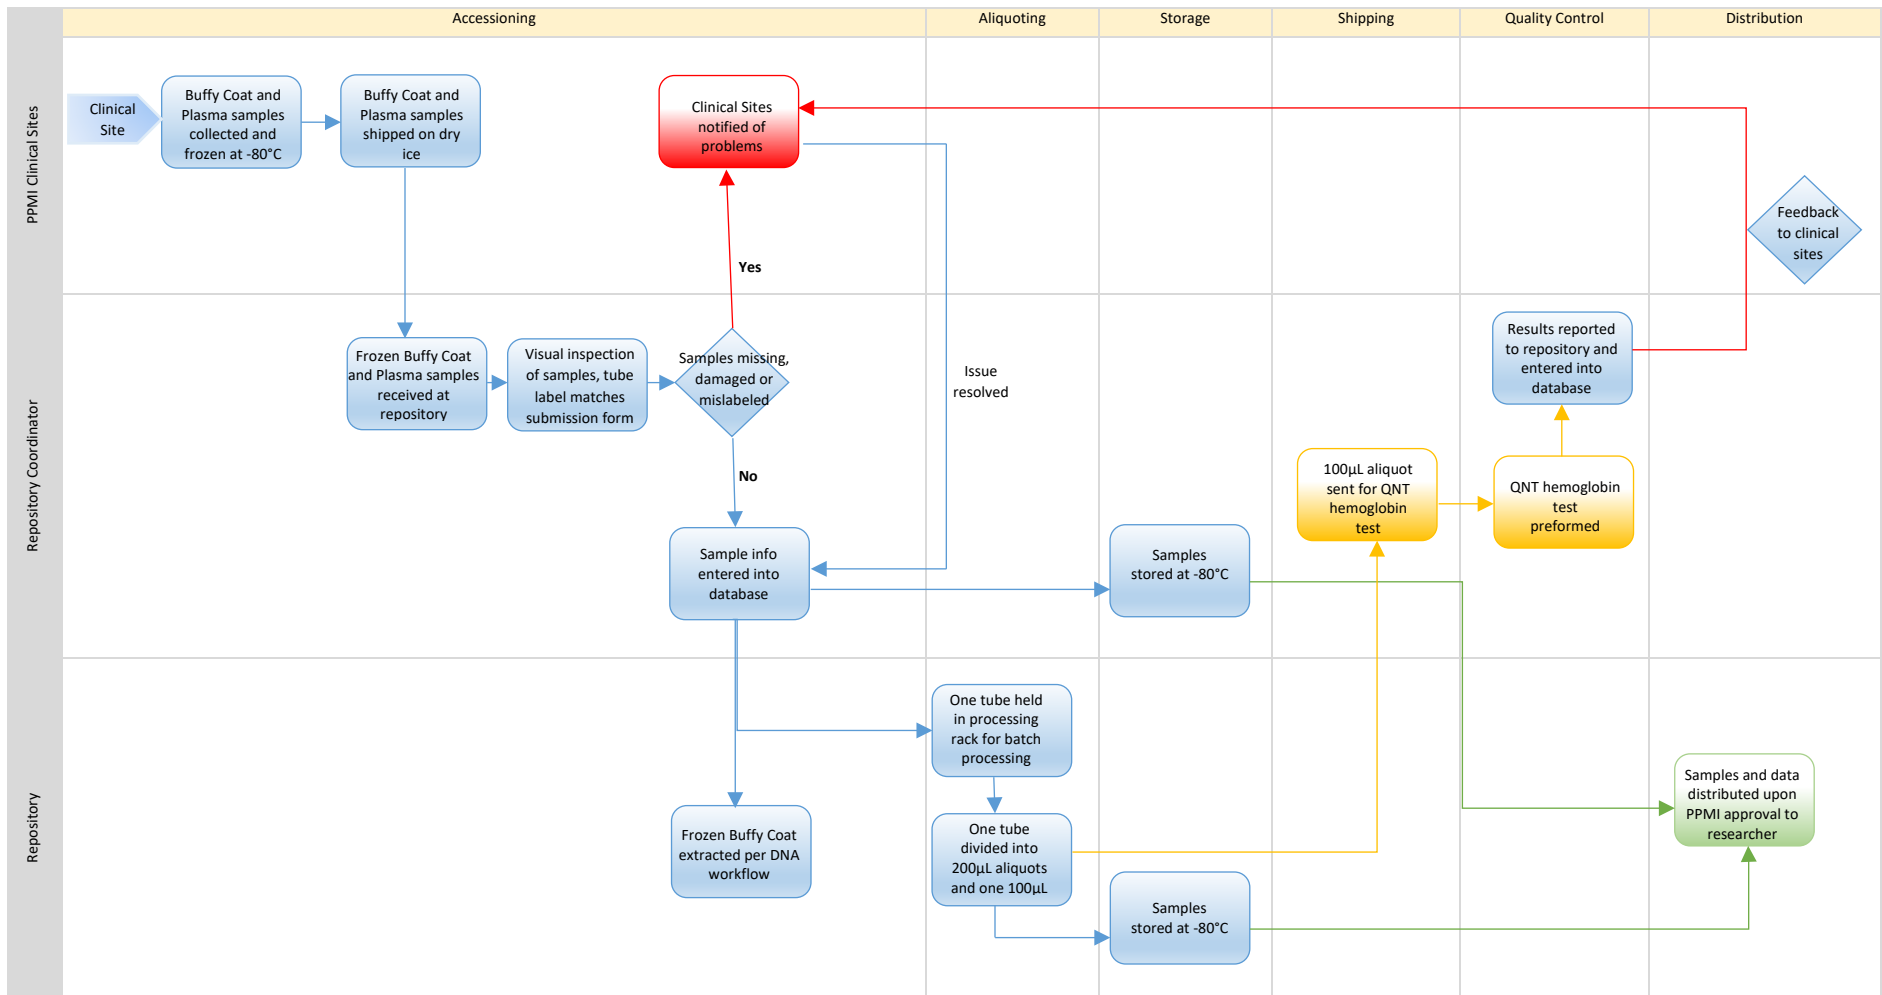 Accessioning
Aliquoting
Storage
Shipping
Quality Control
Distribution
PPMI Clinical Sites
Clinical
Site
Buffy Coat and
Plasma samples
collected and
frozen at -80°C
Buffy Coat and
Plasma samples
shipped on dry
ice
Clinical Sites
notified of
problems
Feedback
to clinical
sites
Yes
Repository Coordinator
Frozen Buffy Coat
and Plasma samples
received at
repository
Visual inspection
of samples, tube
label matches
submission form
Samples missing,
damaged or
mislabeled
Issue
resolved
Results reported
to repository and
entered into
database
No
100µL aliquot
sent for QNT
hemoglobin
test
QNT hemoglobin
test
preformed
Sample info
entered into
database
Samples
stored at -80°C
Repository
One tube held
in processing
rack for batch
processing
Samples and data
distributed upon
PPMI approval to
researcher
Frozen Buffy Coat
extracted per DNA
workflow
One tube
divided into
200µL aliquots
and one 100µL
Samples
stored at -80°C